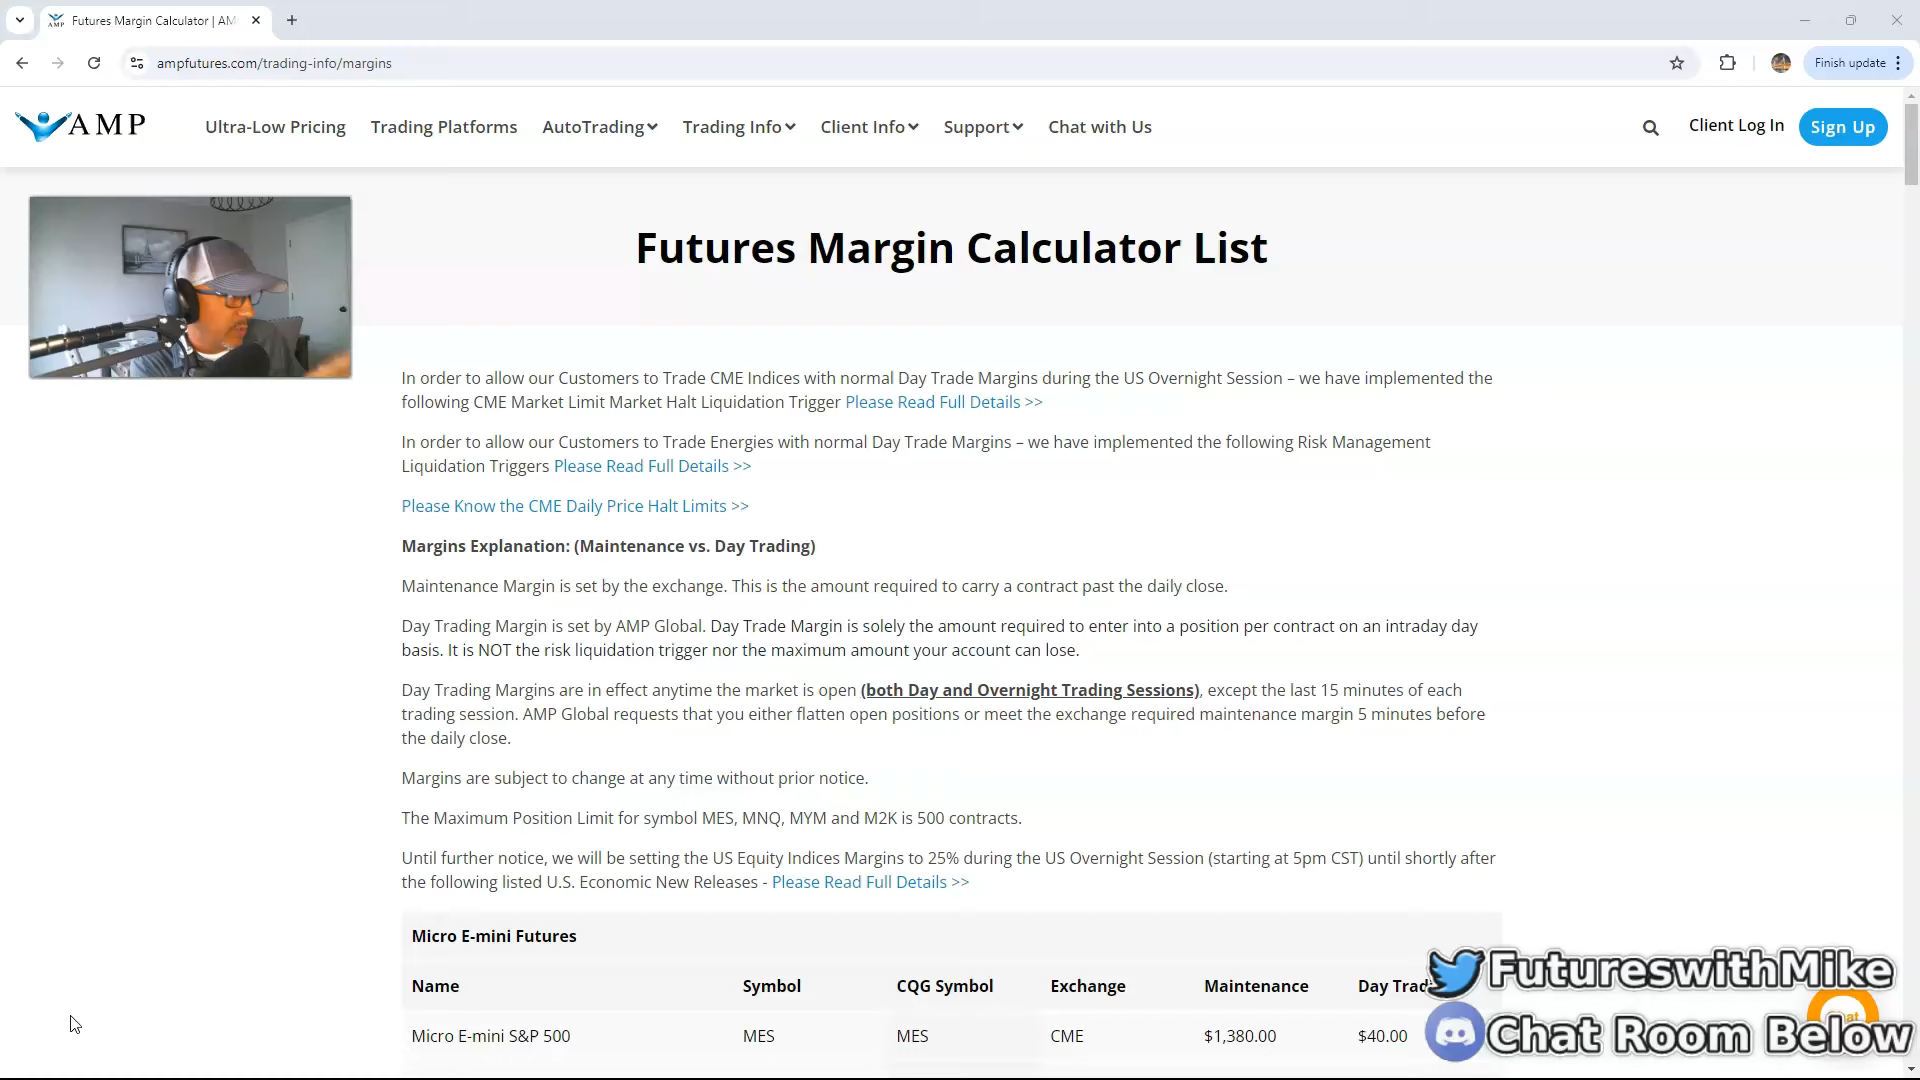 Futures Margin Calculator | AM
ampfutures.com/trading-info/margins
Finish update
AMP
AMP
Ultra-Low Pricing
Trading Platforms
AutoTrading
Trading Info
Client Info
Support
Chat with Us
Client Log In
Sign Up
Futures Margin Calculator List
In order to allow our Customers to Trade CME Indices with normal Day Trade Margins during the US Overnight Session – we have implemented the
following CME Market Limit Market Halt Liquidation Trigger Please Read Full Details >>
In order to allow our Customers to Trade Energies with normal Day Trade Margins – we have implemented the following Risk Management
Liquidation Triggers Please Read Full Details >>
Please Know the CME Daily Price Halt Limits >>
Margins Explanation: (Maintenance vs. Day Trading)
Maintenance Margin is set by the exchange. This is the amount required to carry a contract past the daily close.
Day Trading Margin is set by AMP Global. Day Trade Margin is solely the amount required to enter into a position per contract on an intraday day
basis. It is NOT the risk liquidation trigger nor the maximum amount your account can lose.
Day Trading Margins are in effect anytime the market is open (both Day and Overnight Trading Sessions), except the last 15 minutes of each
trading session. AMP Global requests that you either flatten open positions or meet the exchange required maintenance margin 5 minutes before
the daily close.
Margins are subject to change at any time without prior notice.
The Maximum Position Limit for symbol MES, MNQ, MYM and M2K is 500 contracts.
Until further notice, we will be setting the US Equity Indices Margins to 25% during the US Overnight Session (starting at 5pm CST) until shortly after
the following listed U.S. Economic New Releases - Please Read Full Details >>
Micro E-mini Futures
Name Symbol CQG Symbol Exchange Maintenance Day Trad
Micro E-mini S&P 500 MES MES CME $1,380.00 $40.00
FutureswithMike
Chat Room Below